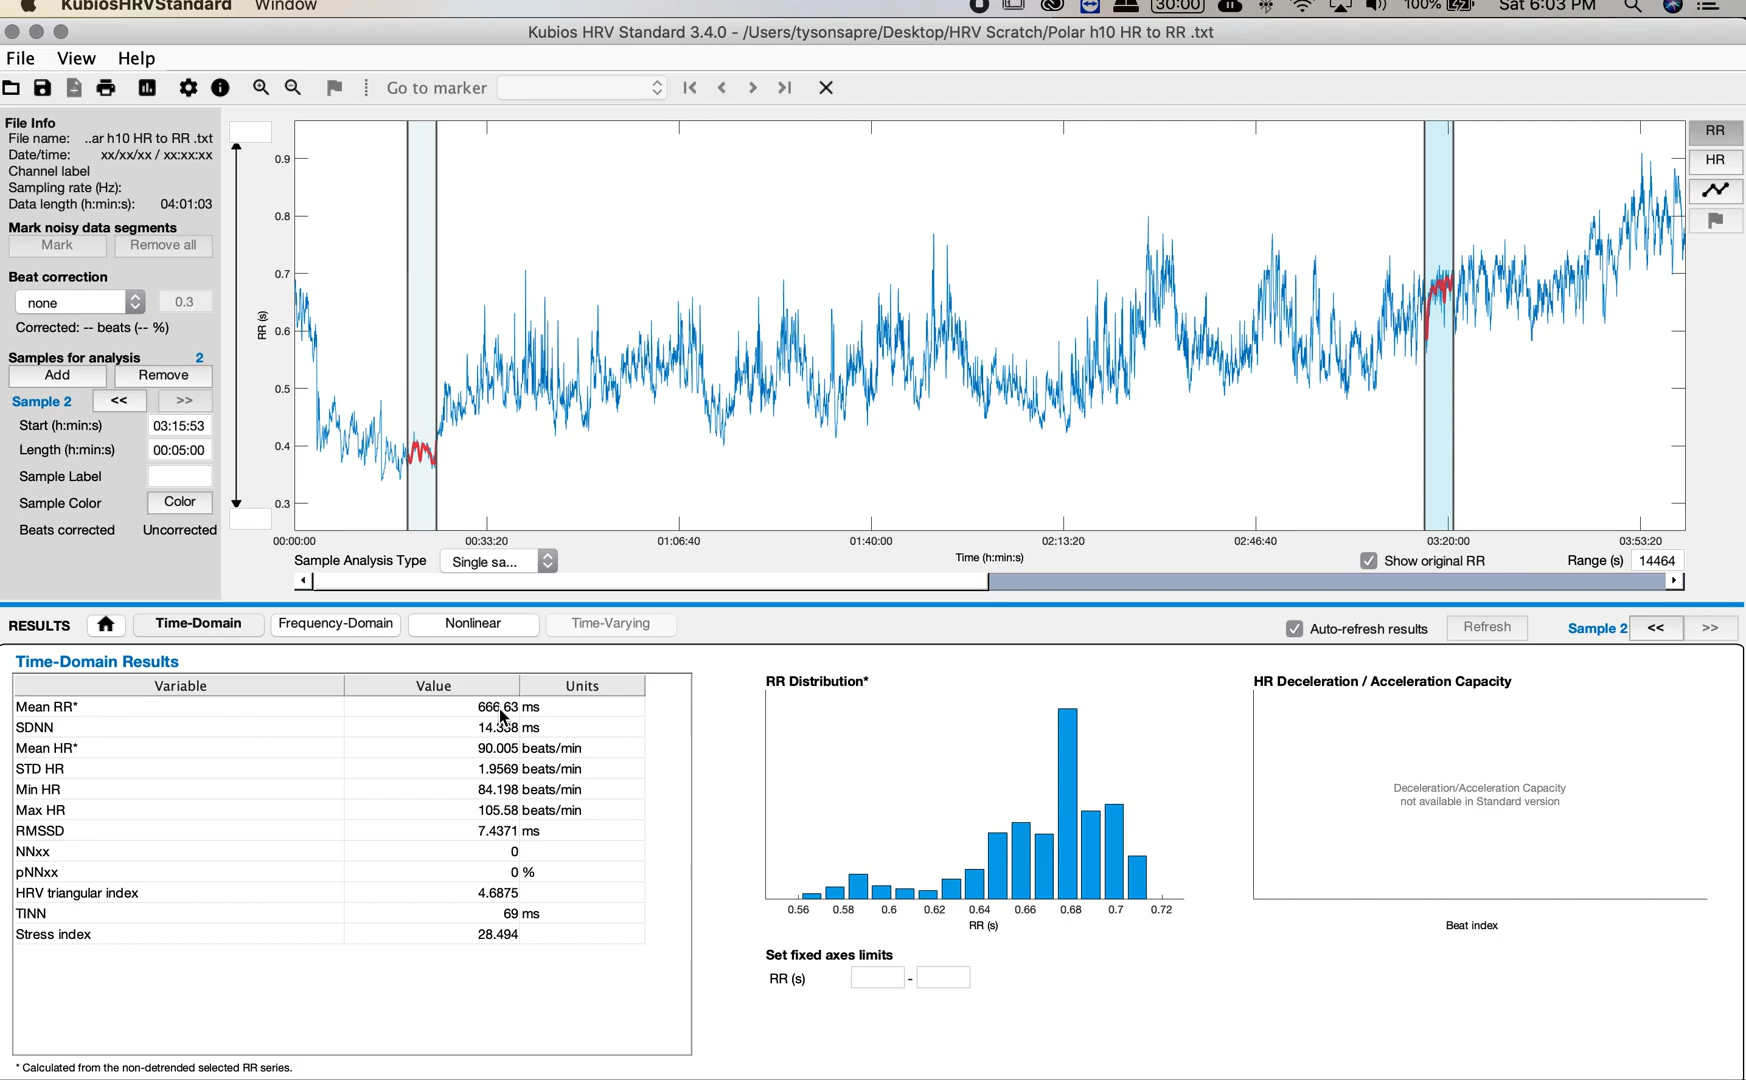 KubiosHRVStandard Window 30:00 100% Sat 6:03 PM
Kubios HRV Standard 3.4.0 - /Users/tysonsapre/Desktop/HRV Scratch/Polar h10 HR to RR .txt
File View Help
Go to marker
File Info
File name: ..ar h10 HR to RR .txt
Date/time: xx/xx/xx / xx:xx:xx
Channel label
Sampling rate (Hz):
Data length (h:min:s): 04:01:03
Mark noisy data segments
Mark Remove all
Beat correction
none 0.3
Corrected: -- beats (-- %)
Samples for analysis 2
Add Remove
Sample 2 << >>
Start (h:min:s) 03:15:53
Length (h:min:s) 00:05:00
Sample Label
Sample Color Color
Beats corrected Uncorrected
RR (s)
0.9
0.8
0.7
0.6
0.5
0.4
0.3
00:00:00 00:33:20 01:06:40 01:40:00 02:13:20 02:46:40 03:20:00 03:53:20
Time (h:min:s)
RR
HR
Sample Analysis Type Single sa... Show original RR Range (s) 14464
RESULTS Time-Domain Frequency-Domain Nonlinear Time-Varying Auto-refresh results Refresh Sample 2 << >>
Time-Domain Results
Variable Value Units
Mean RR* 666.63 ms
SDNN ms
Mean HR* 90.005 beats/min
STD HR 1.9569 beats/min
Min HR 84.198 beats/min
Max HR 105.58 beats/min
RMSSD 7.4371 ms
NNxx 0
pNNxx 0 %
HRV triangular index 4.6875
TINN 69 ms
Stress index 28.494
* Calculated from the non-detrended selected RR series.
RR Distribution*
0.56 0.58 0.6 0.62 0.64 0.66 0.68 0.7 0.72
RR (s)
Set fixed axes limits
RR (s) -
HR Deceleration / Acceleration Capacity
Deceleration/Acceleration Capacity
not available in Standard version
Beat index